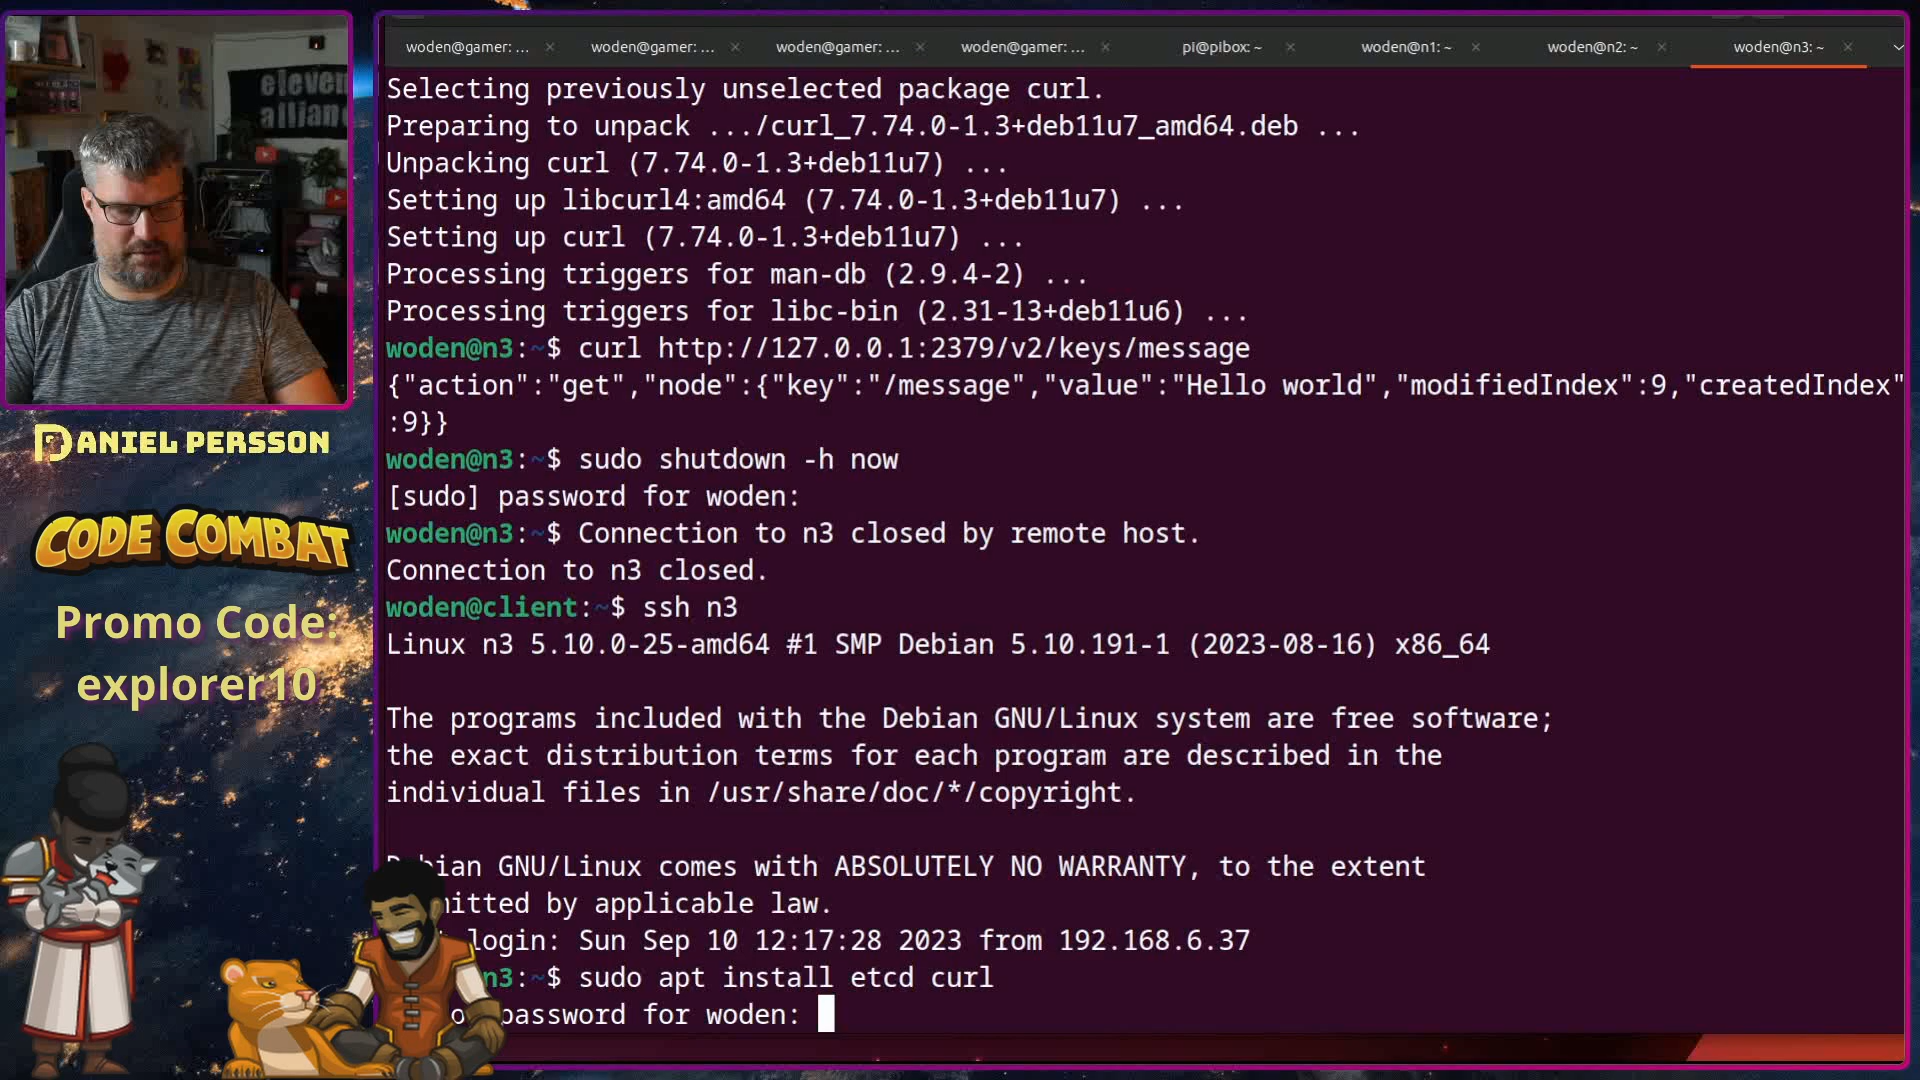 woden@gamer: ... × woden@gamer: ... × woden@gamer: ... × woden@gamer: ... × pi@pibox: ~ × woden@n1: ~ × woden@n2: ~ × woden@n3: ~ ×
Selecting previously unselected package curl.
Preparing to unpack .../curl_7.74.0-1.3+deb11u7_amd64.deb ...
Unpacking curl (7.74.0-1.3+deb11u7) ...
Setting up libcurl4:amd64 (7.74.0-1.3+deb11u7) ...
Setting up curl (7.74.0-1.3+deb11u7) ...
Processing triggers for man-db (2.9.4-2) ...
Processing triggers for libc-bin (2.31-13+deb11u6) ...
woden@n3:~$ curl http://127.0.0.1:2379/v2/keys/message
{"action":"get","node":{"key":"/message","value":"Hello world","modifiedIndex":9,"createdIndex"
:9}}
woden@n3:~$ sudo shutdown -h now
[sudo] password for woden:
woden@n3:~$ Connection to n3 closed by remote host.
Connection to n3 closed.
woden@client:~$ ssh n3
Linux n3 5.10.0-25-amd64 #1 SMP Debian 5.10.191-1 (2023-08-16) x86_64
The programs included with the Debian GNU/Linux system are free software;
the exact distribution terms for each program are described in the
individual files in /usr/share/doc/*/copyright.
GNU/Linux comes with ABSOLUTELY NO WARRANTY, to the extent
by applicable law.
login: Sun Sep 10 12:17:28 2023 from 192.168.6.37
n3:~$ sudo apt install etcd curl
password for woden:
eleven
allian
DANIEL PERSSON
CODE COMBAT
Promo Code:
explorer10